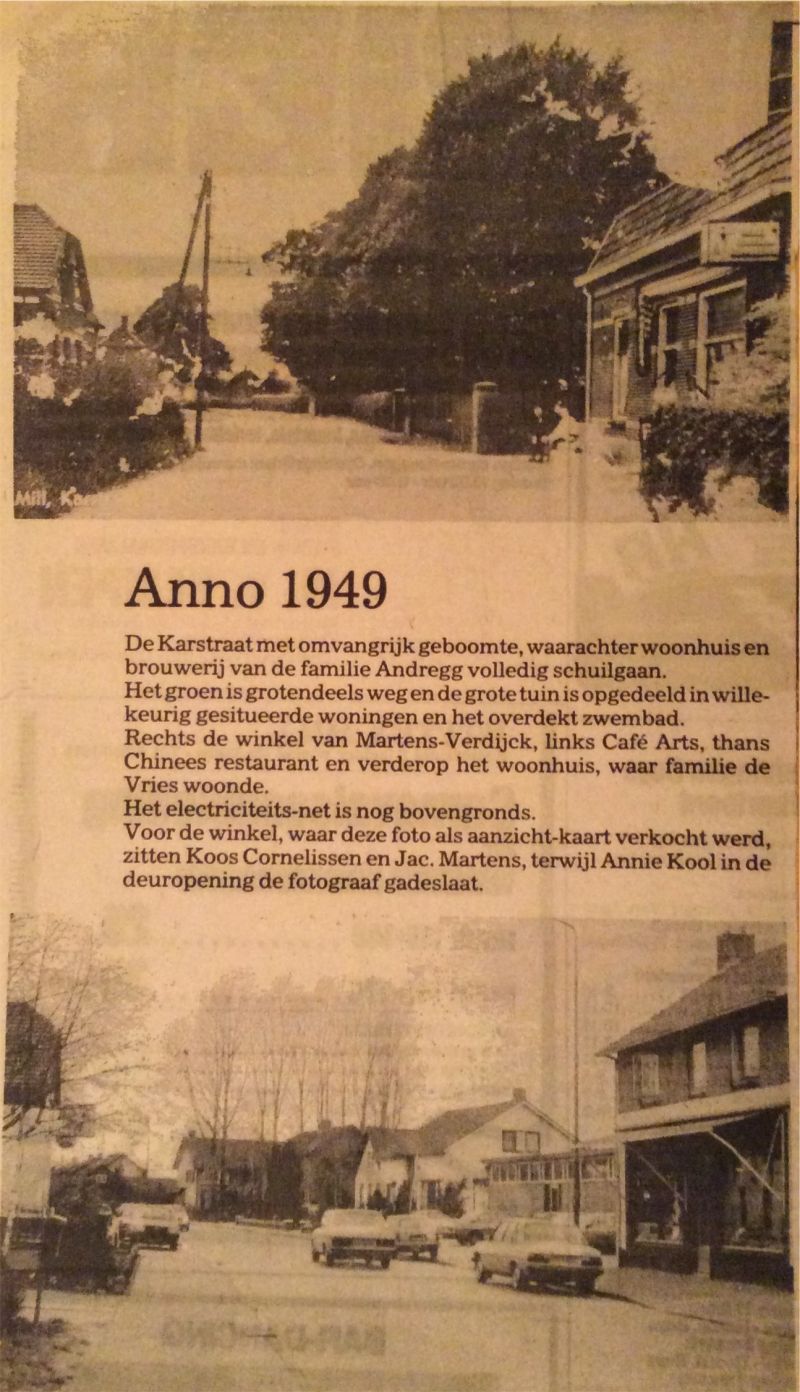 Mill,
Anno 1949
De Karstraat met omvangrijk geboomte, waarachter woonhuis en
brouwerij van de familie Andregg volledig schuilgaan.
Het groen is grotendeels weg en de grote tuin is opgedeeld in wille-
keurig gesitueerde woningen en het overdekt zwembad.
Rechts de winkel van Martens-Verdijck, links Café Arts, thans
Chinees restaurant en verderop het woonhuis, waar familie de
Vries woonde.
Het electriciteits-net is nog bovengronds.
Voor de winkel, waar deze foto als aanzicht-kaart verkocht werd,
zitten Koos Cornelissen en Jac. Martens, terwijl Annie Kool in de
deuropening de fotograaf gadeslaat.